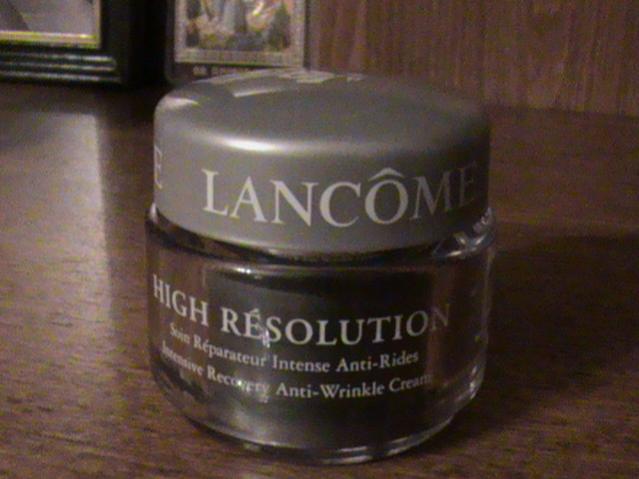 LANCÔME
HIGH RÉSOLUTION
Soin Réparateur Intense Anti-Rides
Intensive Recovery Anti-Wrinkle Cream